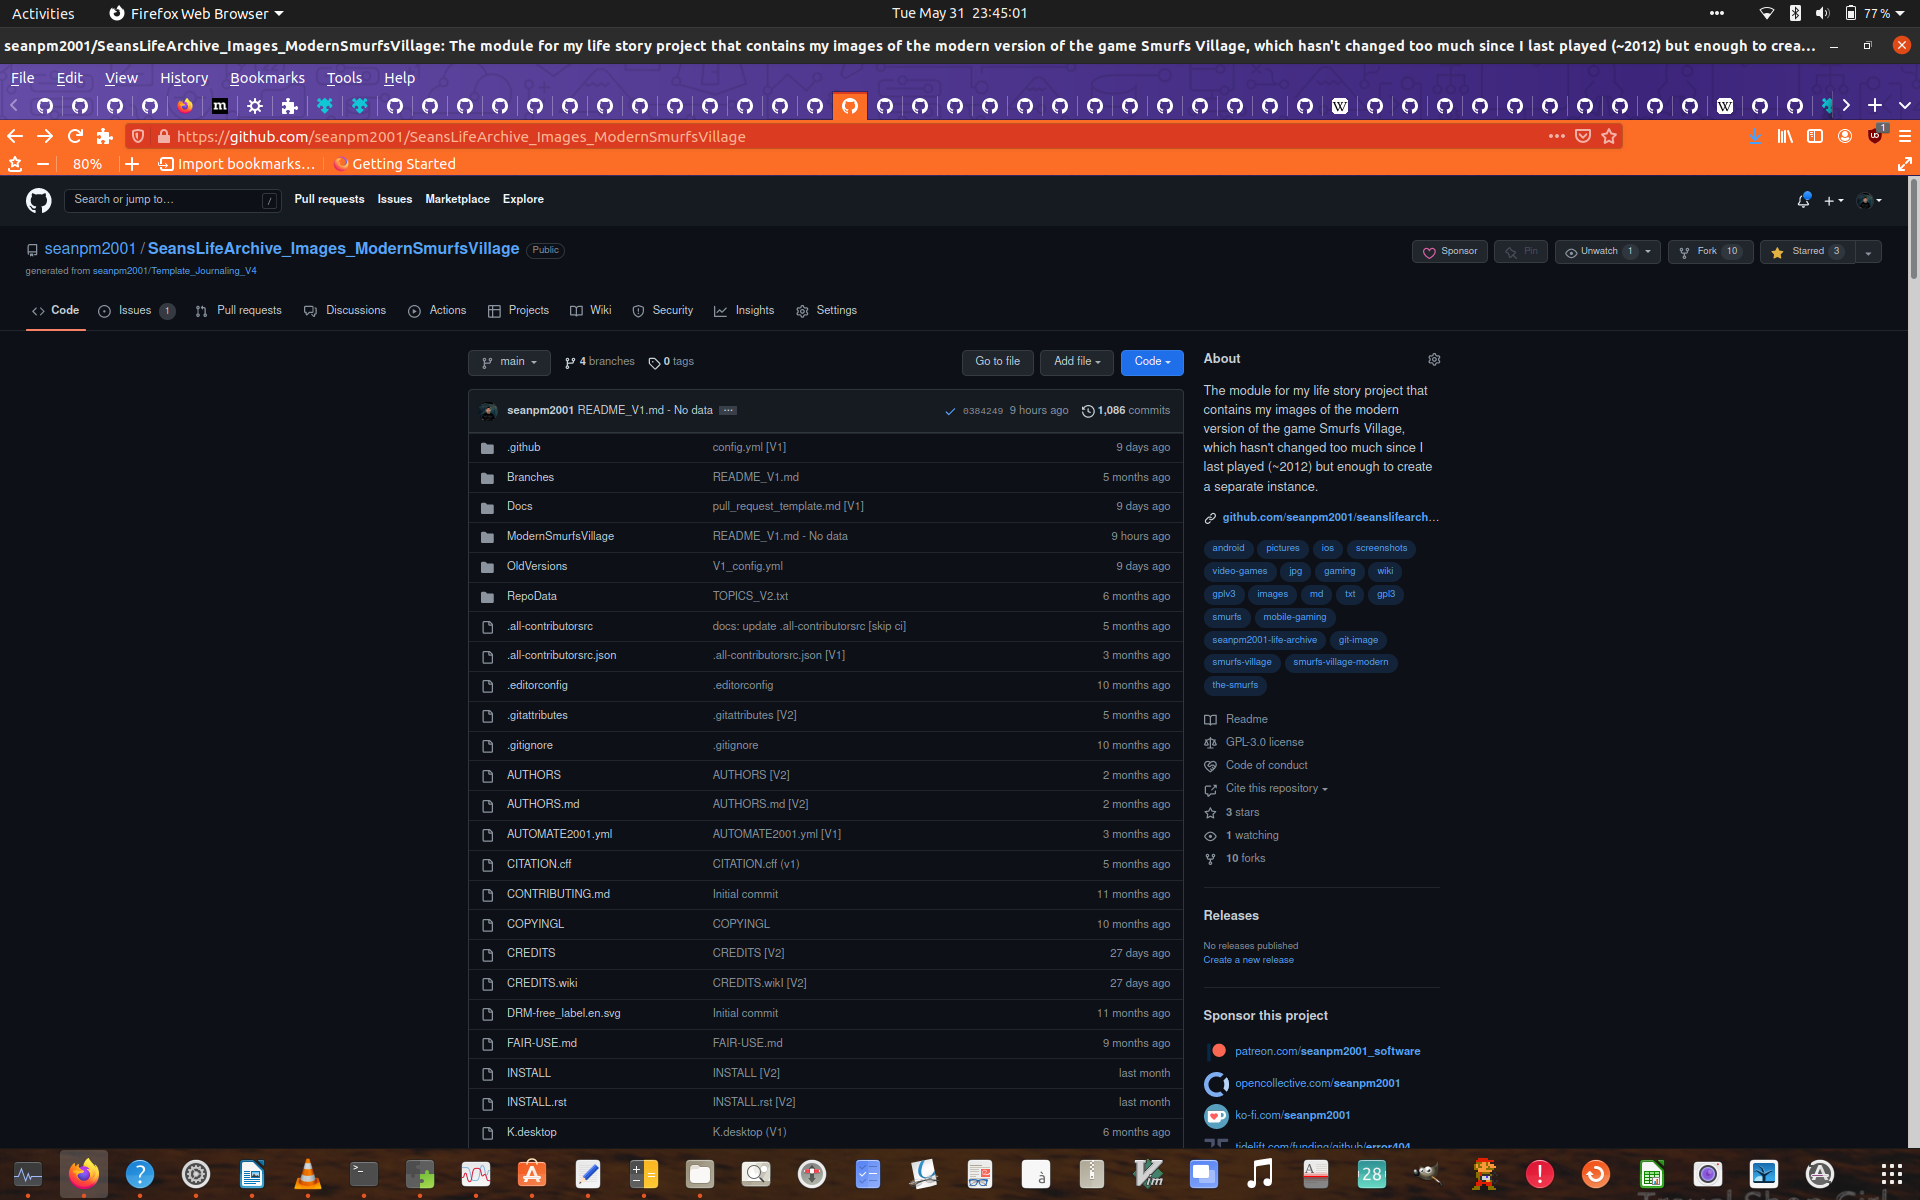 Activities
Firefox Web Browser
Tue May 31 23:45:01
77 %
seanpm2001/SeansLifeArchive_Images_ModernSmurfsVillage: The module for my life story project that contains my images of the modern version of the game Smurfs Village, which hasn't changed too much since I last played (~2012) but enough to crea…
File Edit View History Bookmarks Tools Help
https://github.com/seanpm2001/SeansLifeArchive_Images_ModernSmurfsVillage
1
80%
Import bookmarks…
Getting Started
Search or jump to…
/
Pull requests Issues Marketplace Explore
seanpm2001 / SeansLifeArchive_Images_ModernSmurfsVillage
Public
generated from seanpm2001/Template_Journaling_V4
Sponsor
Pin
Unwatch 1
Fork 10
Starred 3
Code
Issues 1
Pull requests
Discussions
Actions
Projects
Wiki
Security
Insights
Settings
main
4 branches
0 tags
Go to file
Add file
Code
seanpm2001 README_V1.md - No data
0384249 9 hours ago
1,086 commits
.github config.yml [V1] 9 days ago
Branches README_V1.md 5 months ago
Docs pull_request_template.md [V1] 9 days ago
ModernSmurfsVillage README_V1.md - No data 9 hours ago
OldVersions V1_config.yml 9 days ago
RepoData TOPICS_V2.txt 6 months ago
.all-contributorsrc docs: update .all-contributorsrc [skip ci] 5 months ago
.all-contributorsrc.json .all-contributorsrc.json [V1] 3 months ago
.editorconfig .editorconfig 10 months ago
.gitattributes .gitattributes [V2] 5 months ago
.gitignore .gitignore 10 months ago
AUTHORS AUTHORS [V2] 2 months ago
AUTHORS.md AUTHORS.md [V2] 2 months ago
AUTOMATE2001.yml AUTOMATE2001.yml [V1] 3 months ago
CITATION.cff CITATION.cff (v1) 5 months ago
CONTRIBUTING.md Initial commit 11 months ago
COPYINGL COPYINGL 10 months ago
CREDITS CREDITS [V2] 27 days ago
CREDITS.wiki CREDITS.wikI [V2] 27 days ago
DRM-free_label.en.svg Initial commit 11 months ago
FAIR-USE.md FAIR-USE.md 9 months ago
INSTALL INSTALL [V2] last month
INSTALL.rst INSTALL.rst [V2] last month
K.desktop K.desktop (V1) 6 months ago
About
The module for my life story project that
contains my images of the modern
version of the game Smurfs Village,
which hasn't changed too much since I
last played (~2012) but enough to create
a separate instance.
github.com/seanpm2001/seanslifearch…
android pictures ios screenshots
video-games jpg gaming wiki
gplv3 images md txt gpl3
smurfs mobile-gaming
seanpm2001-life-archive git-image
smurfs-village smurfs-village-modern
the-smurfs
Readme
GPL-3.0 license
Code of conduct
Cite this repository
3 stars
1 watching
10 forks
Releases
No releases published
Create a new release
Sponsor this project
patreon.com/seanpm2001_software
opencollective.com/seanpm2001
ko-fi.com/seanpm2001
tidelift.com/funding/github/error404
28